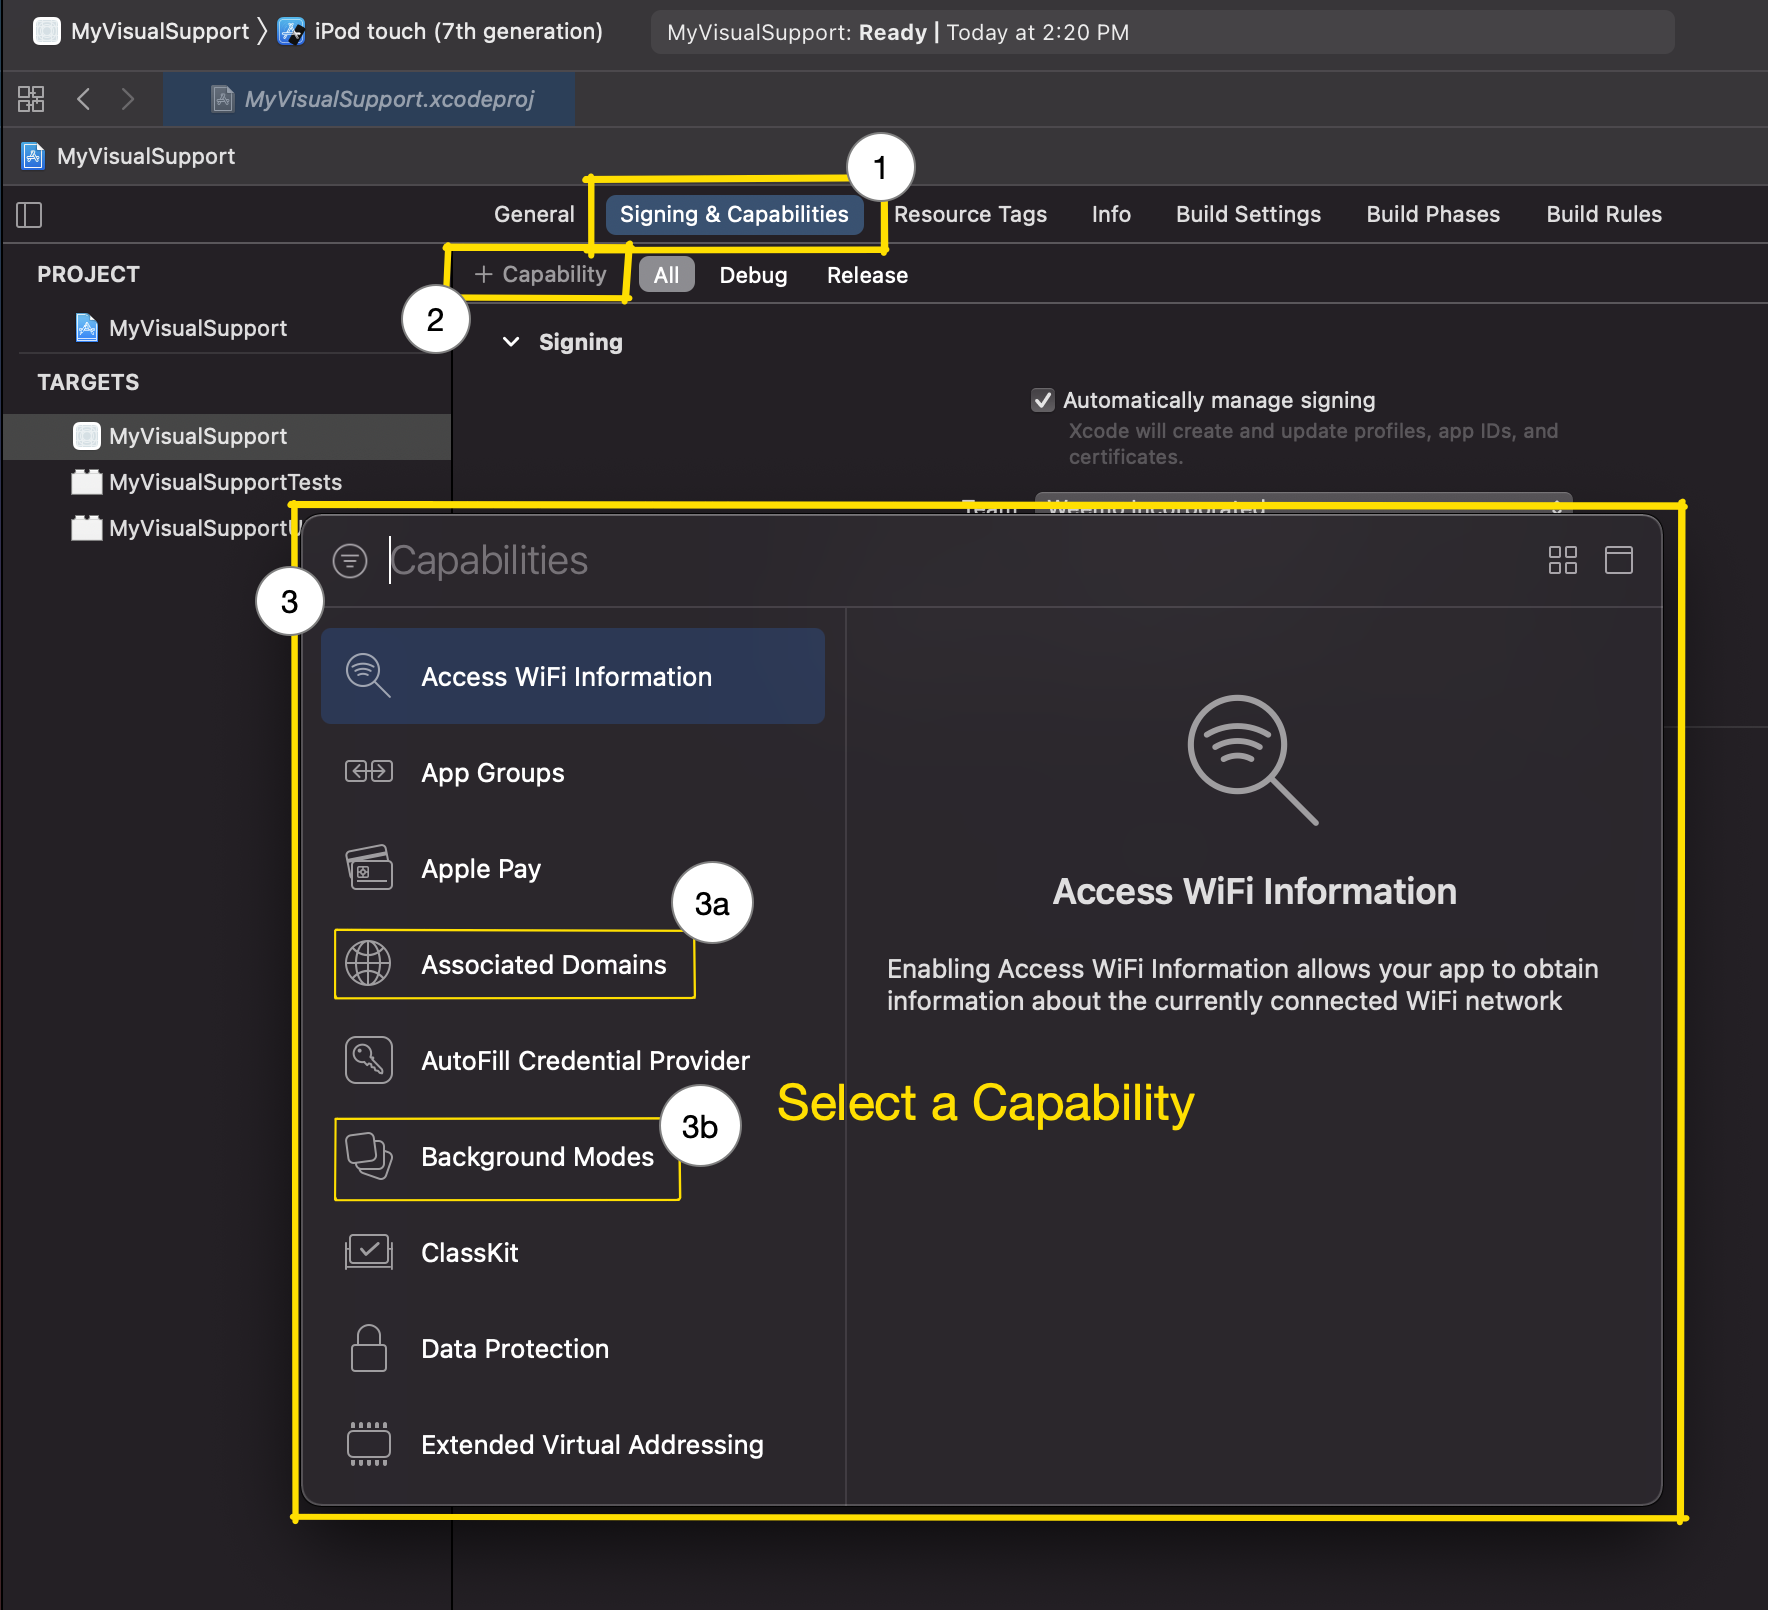 MyVisualSupport 〉 iPod touch (7th generation)
MyVisualSupport: Ready | Today at 2:20 PM
MyVisualSupport.xcodeproj
MyVisualSupport
1
General Signing & Capabilities Resource Tags Info Build Settings Build Phases Build Rules
PROJECT
+ Capability All Debug Release
2
MyVisualSupport
Signing
TARGETS
Automatically manage signing
MyVisualSupport
Xcode will create and update profiles, app IDs, and
certificates.
MyVisualSupportTests
Team Weemo Incorporated
MyVisualSupportU
Capabilities
3
Access WiFi Information
App Groups
Apple Pay
3a
Associated Domains
AutoFill Credential Provider
3b
Background Modes
ClassKit
Data Protection
Extended Virtual Addressing
Access WiFi Information
Enabling Access WiFi Information allows your app to obtain
information about the currently connected WiFi network
Select a Capability